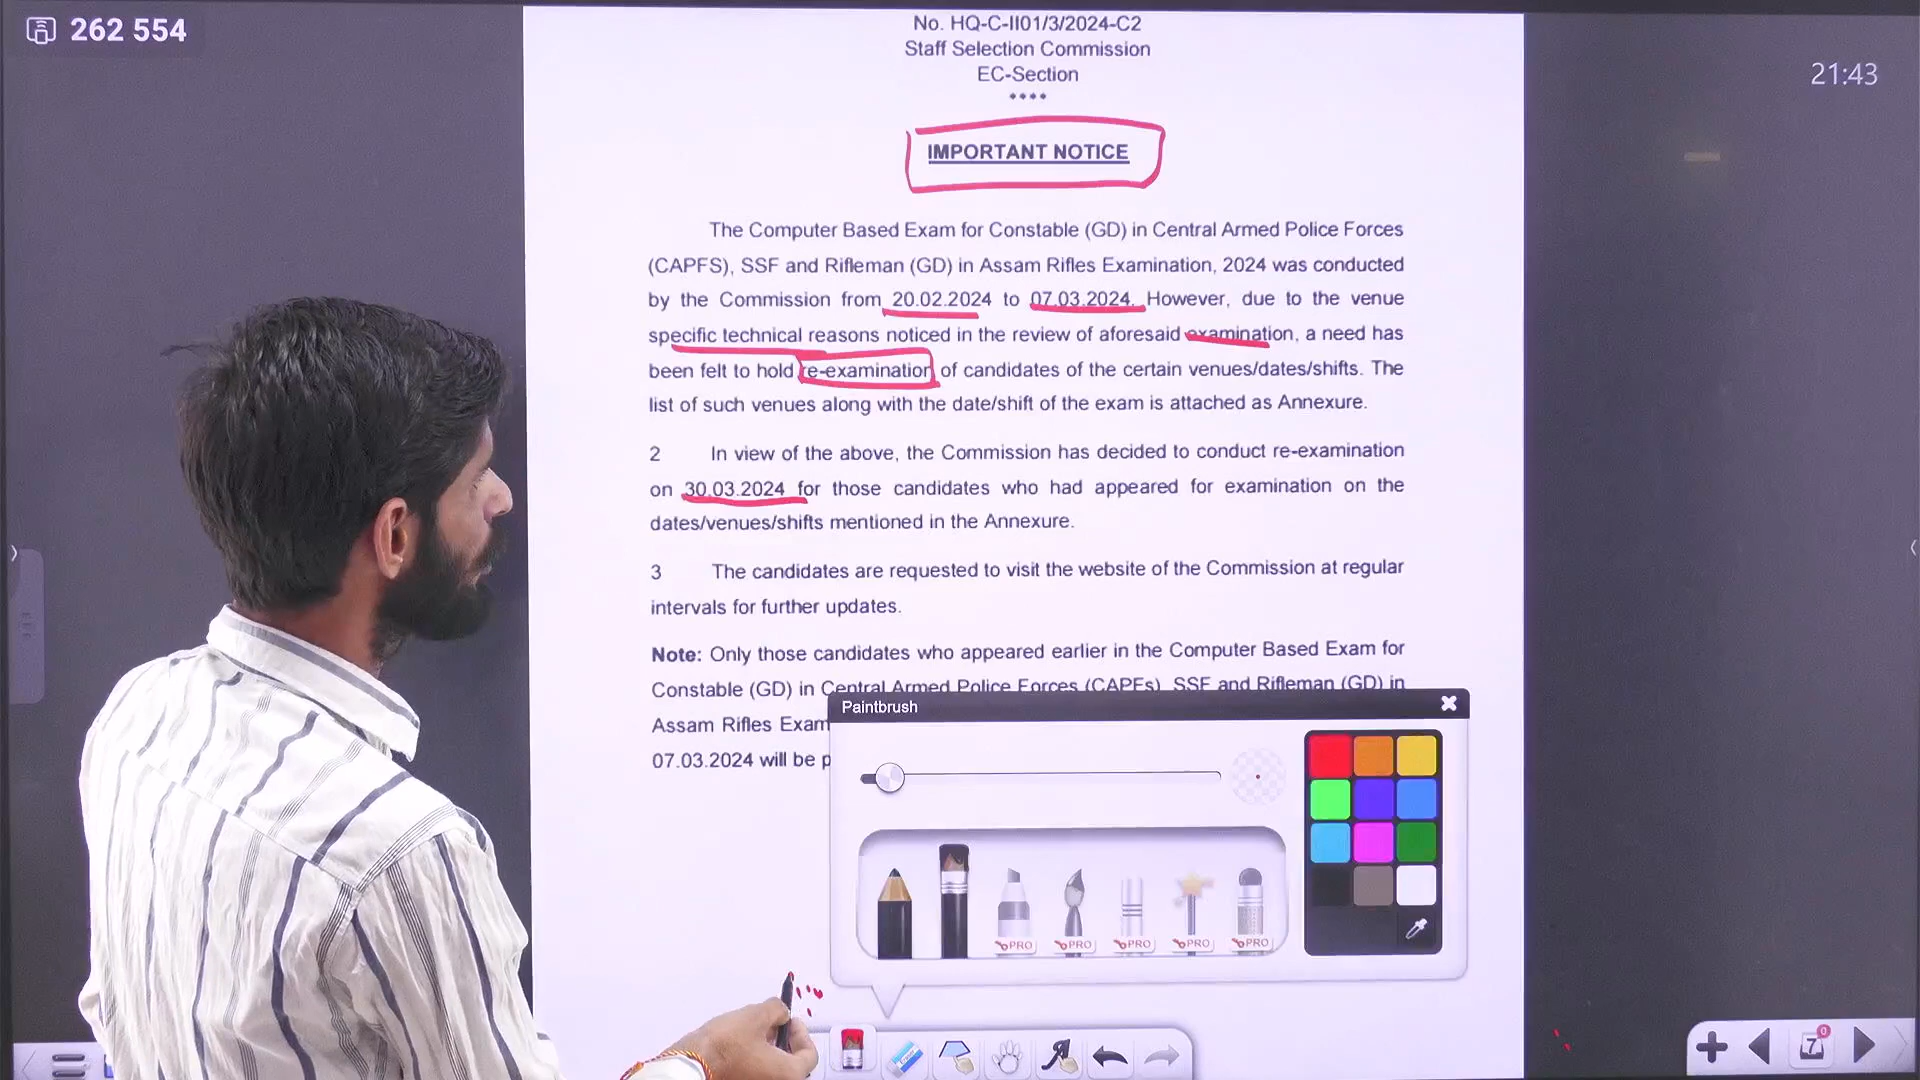 262 554
21:43
No. HQ-C-II01/3/2024-C2
Staff Selection Commission
EC-Section
****
IMPORTANT NOTICE
The Computer Based Exam for Constable (GD) in Central Armed Police Forces
(CAPFS), SSF and Rifleman (GD) in Assam Rifles Examination, 2024 was conducted
by the Commission from 20.02.2024 to 07.03.2024. However, due to the venue
specific technical reasons noticed in the review of aforesaid examination, a need has
been felt to hold re-examination of candidates of the certain venues/dates/shifts. The
list of such venues along with the date/shift of the exam is attached as Annexure.
2 In view of the above, the Commission has decided to conduct re-examination
on 30.03.2024 for those candidates who had appeared for examination on the
dates/venues/shifts mentioned in the Annexure.
3 The candidates are requested to visit the website of the Commission at regular
intervals for further updates.
Note: Only those candidates who appeared earlier in the Computer Based Exam for
Constable (GD) in Central Armed Police Forces (CAPFs), SSF and Rifleman (GD) in
Assam Rifles Exam
07.03.2024 will be p
Paintbrush
PRO PRO PRO PRO PRO
7
0